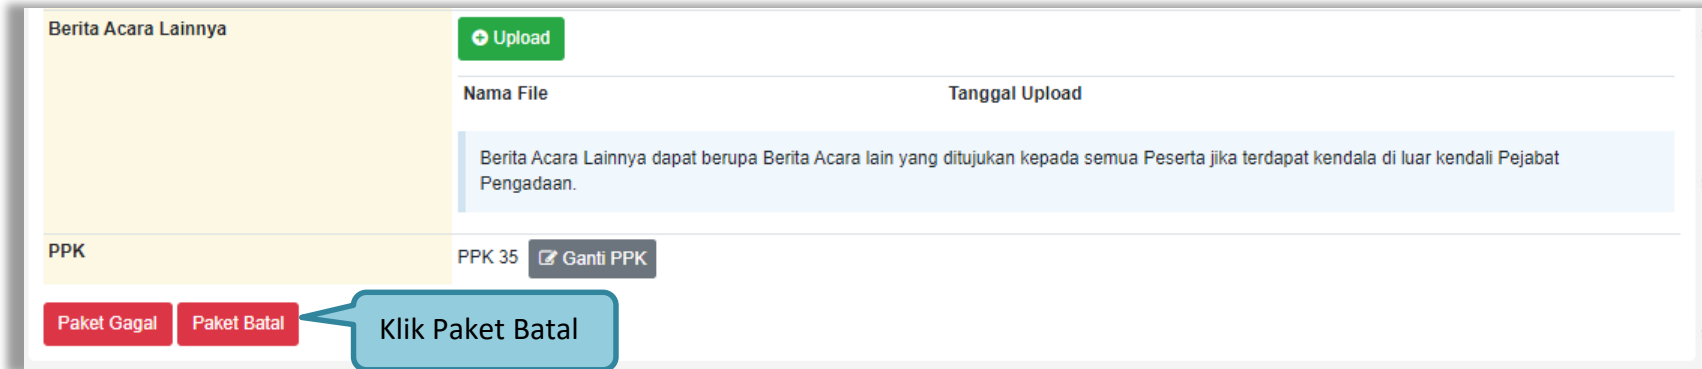 Berita Acara Lainnya
Upload
Nama File Tanggal Upload
Berita Acara Lainnya dapat berupa Berita Acara lain yang ditujukan kepada semua Peserta jika terdapat kendala di luar kendali Pejabat
Pengadaan.
PPK
PPK 35 Ganti PPK
Paket Gagal Paket Batal Klik Paket Batal